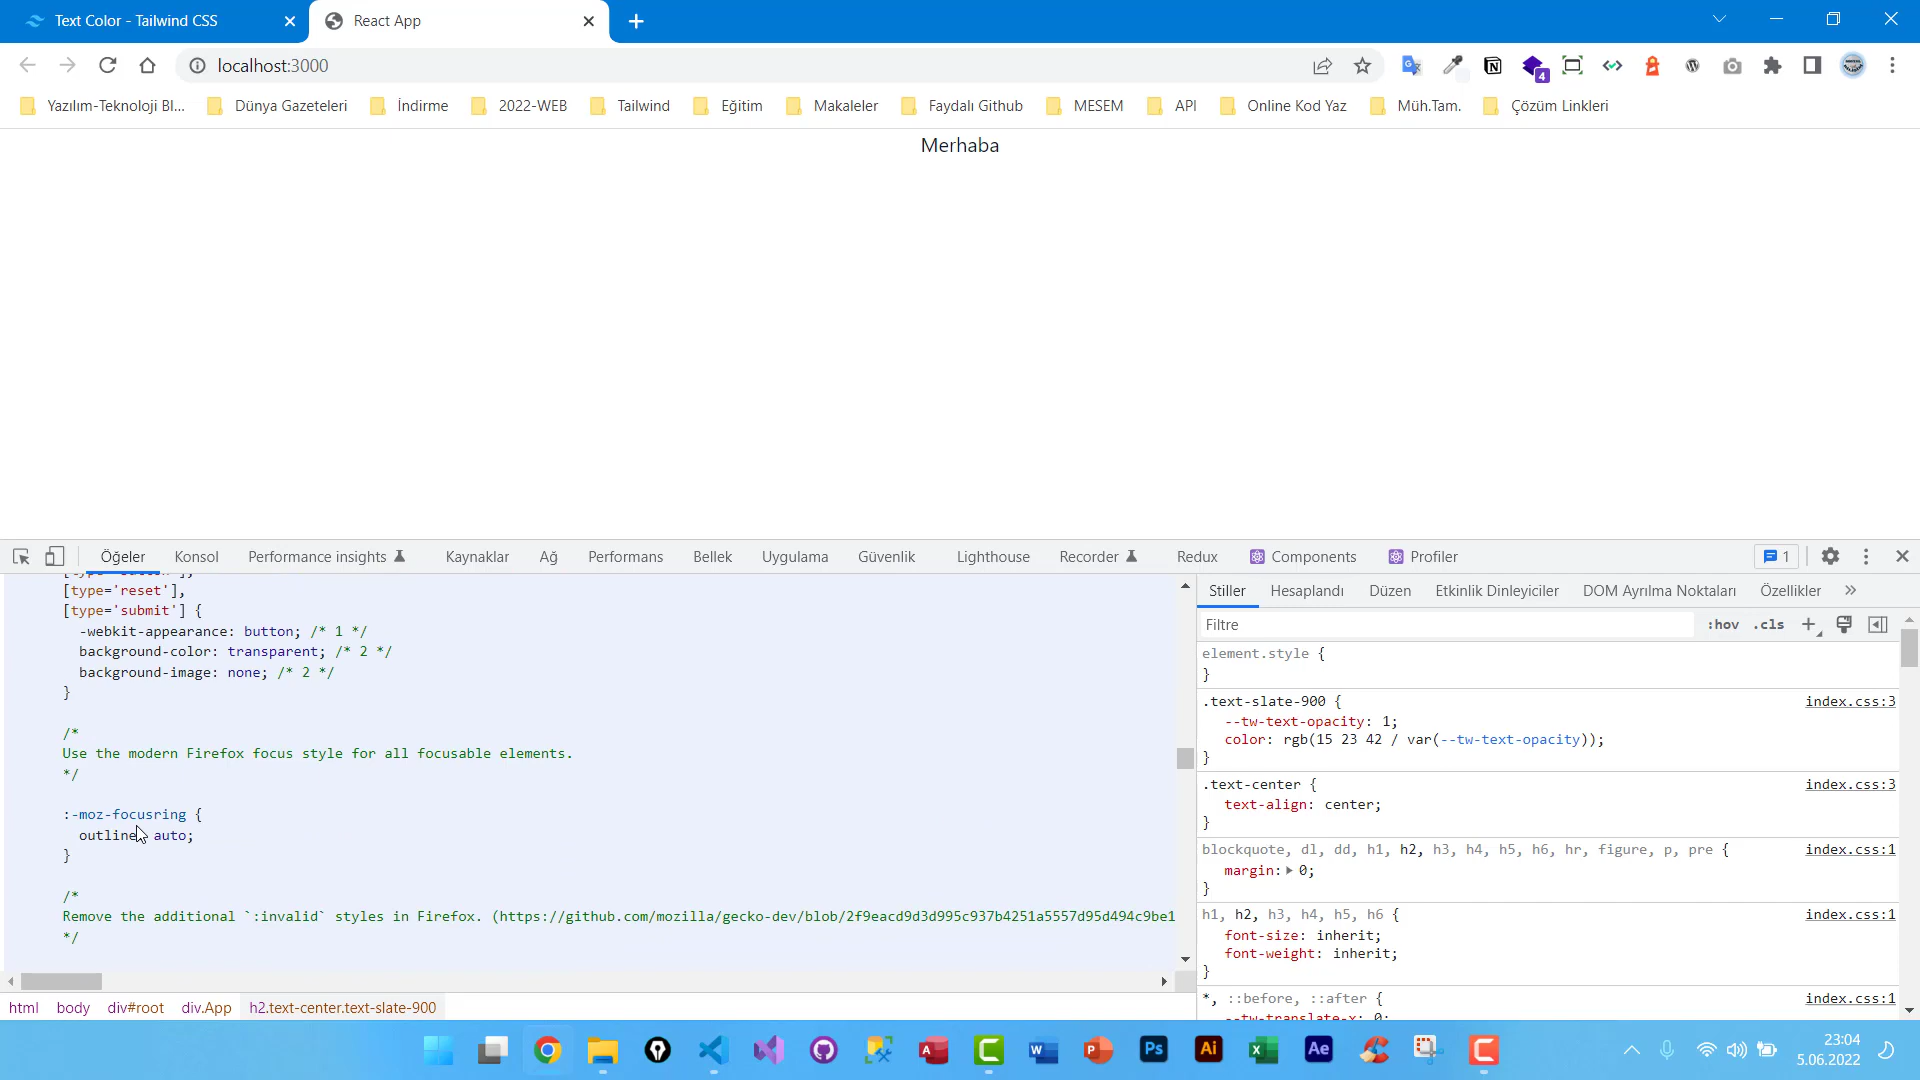 Text Color - Tailwind CSS
React App
localhost:3000
4
Yazılım-Teknoloji Bl...
Dünya Gazeteleri
İndirme
2022-WEB
Tailwind
Eğitim
Makaleler
Faydalı Github
MESEM
API
Online Kod Yaz
Müh.Tam.
Çözüm Linkleri
Merhaba
Öğeler
Konsol
Performance insights
Kaynaklar
Ağ
Performans
Bellek
Uygulama
Güvenlik
Lighthouse
Recorder
Redux
Components
Profiler
1
[type='reset'],
[type='submit'] {
-webkit-appearance: button; /* 1 */
background-color: transparent; /* 2 */
background-image: none; /* 2 */
}
/*
Use the modern Firefox focus style for all focusable elements.
*/
:-moz-focusring {
outline: auto;
}
/*
Remove the additional `:invalid` styles in Firefox. (https://github.com/mozilla/gecko-dev/blob/2f9eacd9d3d995c937b4251a5557d95d494c9be1
*/
html
body
div#root
div.App
h2.text-center.text-slate-900
Stiller
Hesaplandı
Düzen
Etkinlik Dinleyiciler
DOM Ayrılma Noktaları
Özellikler
Filtre
:hov
.cls
element.style {
}
.text-slate-900 {
index.css:3
--tw-text-opacity: 1;
color: rgb(15 23 42 / var(--tw-text-opacity));
}
.text-center {
index.css:3
text-align: center;
}
blockquote, dl, dd, h1, h2, h3, h4, h5, h6, hr, figure, p, pre {
index.css:1
margin: 0;
}
h1, h2, h3, h4, h5, h6 {
index.css:1
font-size: inherit;
font-weight: inherit;
}
*, ::before, ::after {
index.css:1
--tw-translate-x: 0;
23:04
5.06.2022